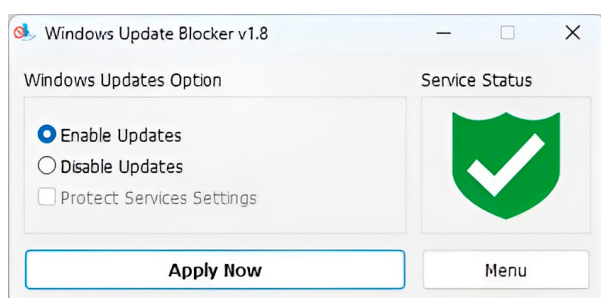 Windows Update Blocker v1.8
Windows Updates Option
Service Status
Enable Updates
Disable Updates
Protect Services Settings
Apply Now
Menu